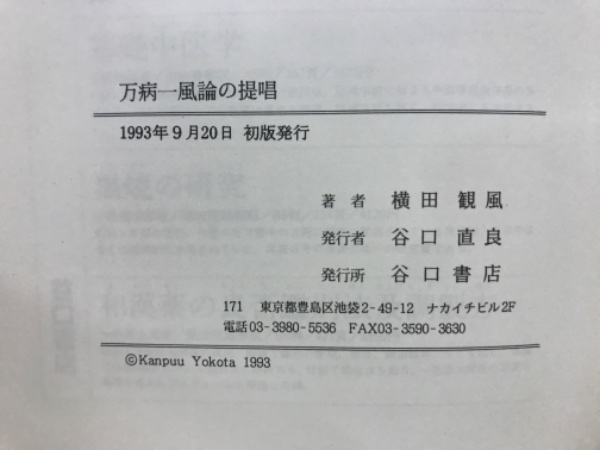 万病一風論の提唱
1993年9月20日 初版発行
著者 横田観風
発行者 谷口直良
発行所 谷口書店
171 東京都豊島区池袋2-49-12 ナカイチビル2F
電話03-3980-5536 FAX03-3590-3630
©Kanpuu Yokota 1993